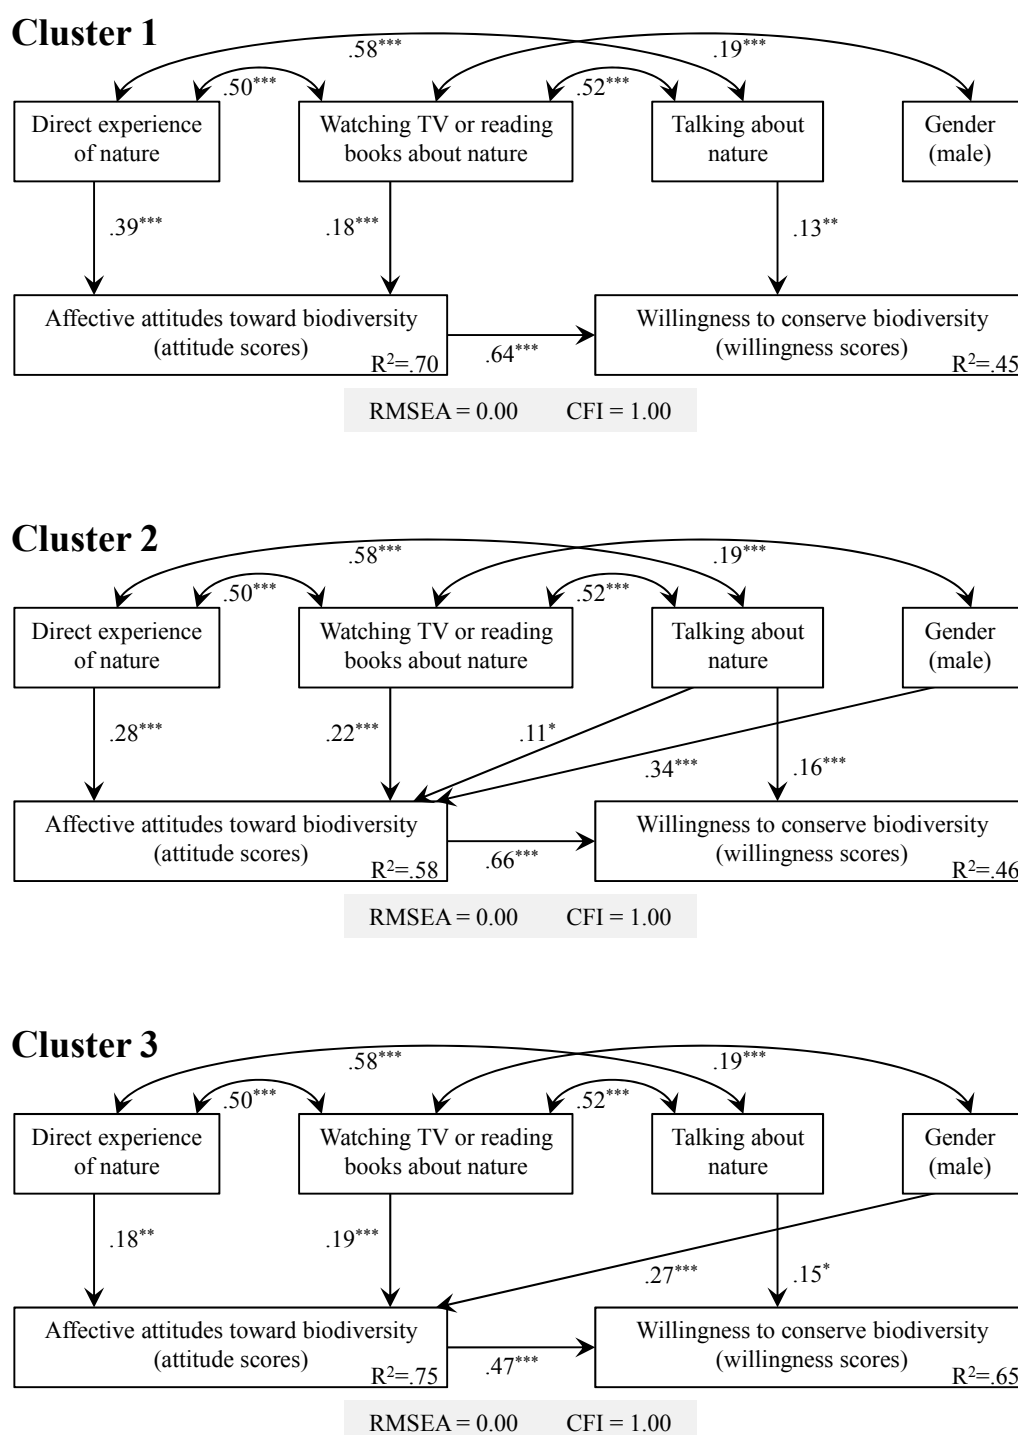 Cluster 1
.58***
.19***
.50***
.52***
Direct experience
of nature
Watching TV or reading
books about nature
Talking about
nature
Gender
(male)
.39***
.18***
.13**
Affective attitudes toward biodiversity
(attitude scores)
R²=.70
.64***
Willingness to conserve biodiversity
(willingness scores)
R²=.45
RMSEA = 0.00 CFI = 1.00
Cluster 2
.58***
.19***
.50***
.52***
Direct experience
of nature
Watching TV or reading
books about nature
Talking about
nature
Gender
(male)
.28***
.22***
.11*
.34***
.16***
Affective attitudes toward biodiversity
(attitude scores)
R²=.58
.66***
Willingness to conserve biodiversity
(willingness scores)
R²=.46
RMSEA = 0.00 CFI = 1.00
Cluster 3
.58***
.19***
.50***
.52***
Direct experience
of nature
Watching TV or reading
books about nature
Talking about
nature
Gender
(male)
.18**
.19***
.27***
.15*
Affective attitudes toward biodiversity
(attitude scores)
R²=.75
.47***
Willingness to conserve biodiversity
(willingness scores)
R²=.65
RMSEA = 0.00 CFI = 1.00